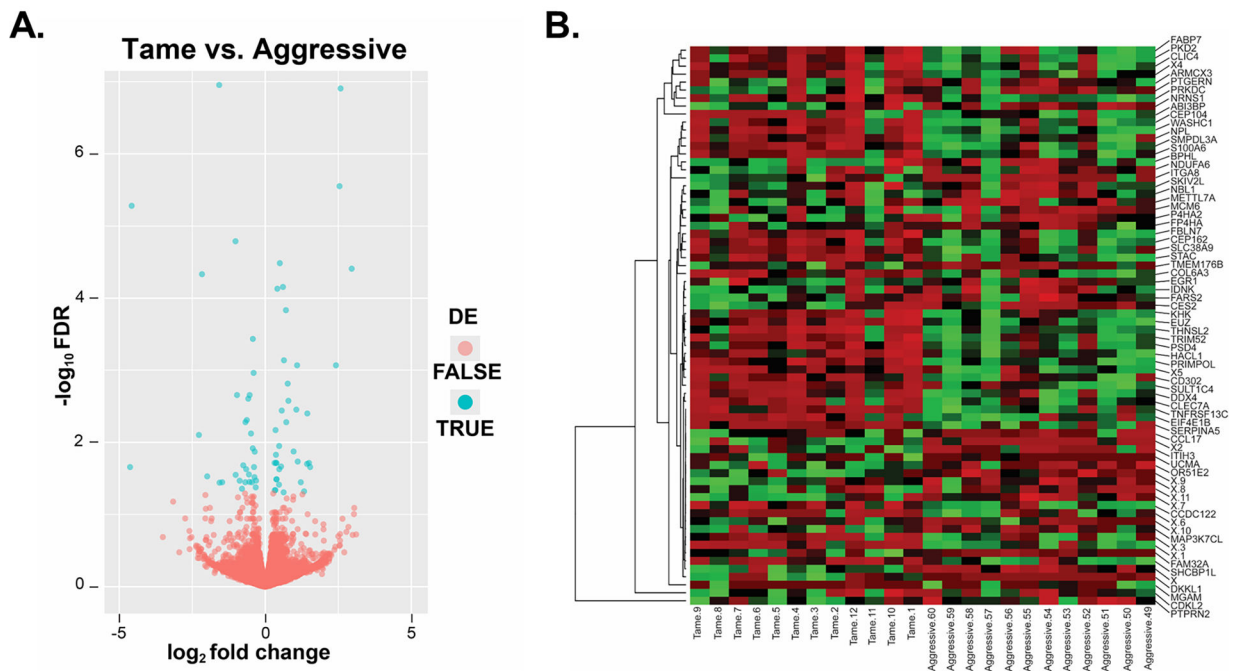 A.
Tame vs. Aggressive
-log10 FDR
6
4
2
0
-5
0
5
log2 fold change
DE
FALSE
TRUE
B.
FABP7
PKD2
CLIC4
X4
ARMCX3
PTGERN
PRKDC
NRNS1
ABI3BP
CEP104
WASHC1
NPL
SMPDL3A
S100A6
BPHL
NDUFA6
ITGA8
SKIV2L
NBL1
METTL7A
MCM6
P4HA2
FP4HA
FBLN7
CEP162
SLC38A9
STAC
TMEM176B
COL6A3
EGR1
IDNK
FARS2
CES2
KHK
EUZ
THNSL2
TRIM52
PSD4
HACL1
PRIMPOL
X5
CD302
SULT1C4
DDX4
CLEC7A
TNFRSF13C
EIF4E1B
SERPINA5
CCL17
X2
ITIH3
UCMA
OR51E2
X.9
X.8
X.11
X.7
CCDC122
X.6
X.10
MAP3K7CL
X.3
X.1
FAM32A
SHCBP1L
X
DKKL1
MGAM
CDKL2
PTPRN2
Tame.9
Tame.8
Tame.7
Tame.6
Tame.5
Tame.4
Tame.3
Tame.2
Tame.12
Tame.11
Tame.10
Tame.1
Aggressive.60
Aggressive.59
Aggressive.58
Aggressive.57
Aggressive.56
Aggressive.55
Aggressive.54
Aggressive.53
Aggressive.52
Aggressive.51
Aggressive.50
Aggressive.49